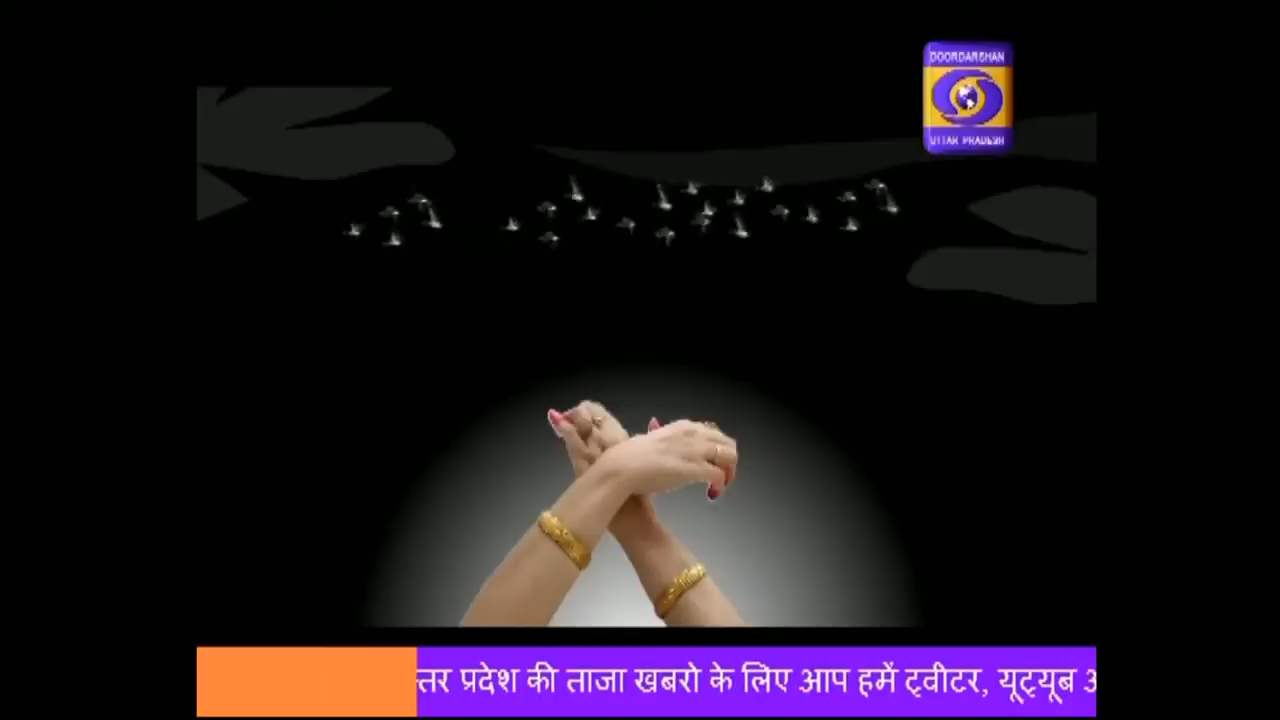 DOORDARSHAN
UTTAR PRADESH
त्तर प्रदेश की ताजा खबरो के लिए आप हमें ट्वीटर, यूट्यूब